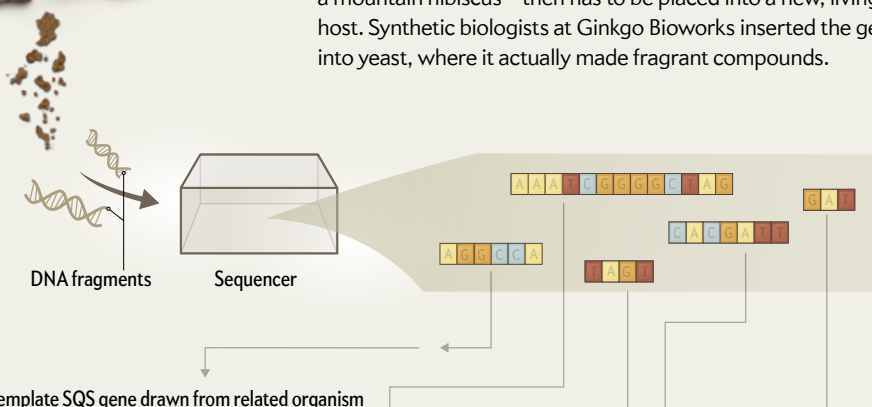 a mountain hibiscus—then has to be placed into a new, living
host. Synthetic biologists at Ginkgo Bioworks inserted the
into yeast, where it actually made fragrant compounds.
AAATCGGGGCTAG
GAT
CACGATT
AGGCCA
TAGT
DNA fragments
Sequencer
SQS gene drawn from related organism